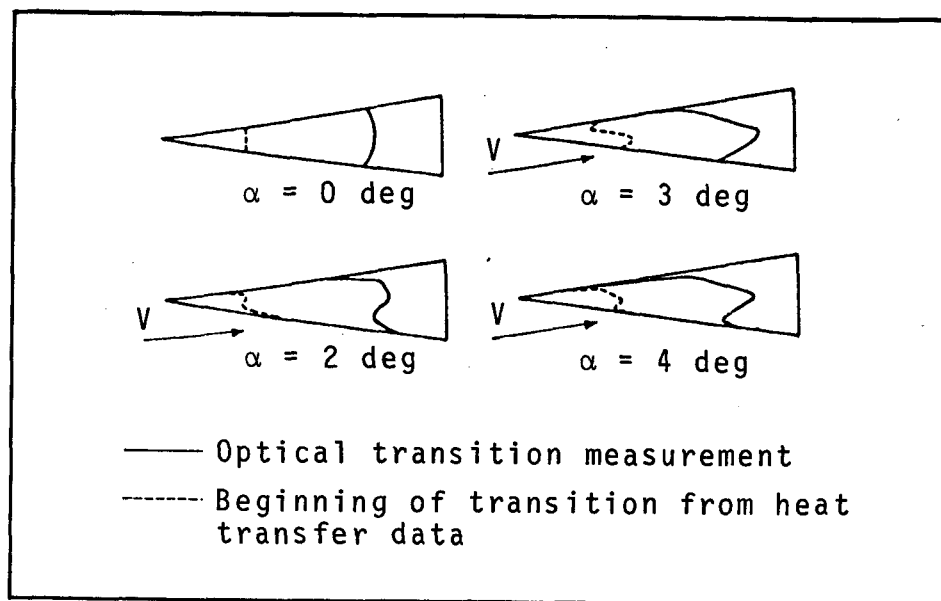 V
α = 0 deg
α = 3 deg
V
V
α = 2 deg
α = 4 deg
Optical transition measurement
Beginning of transition from heat
transfer data